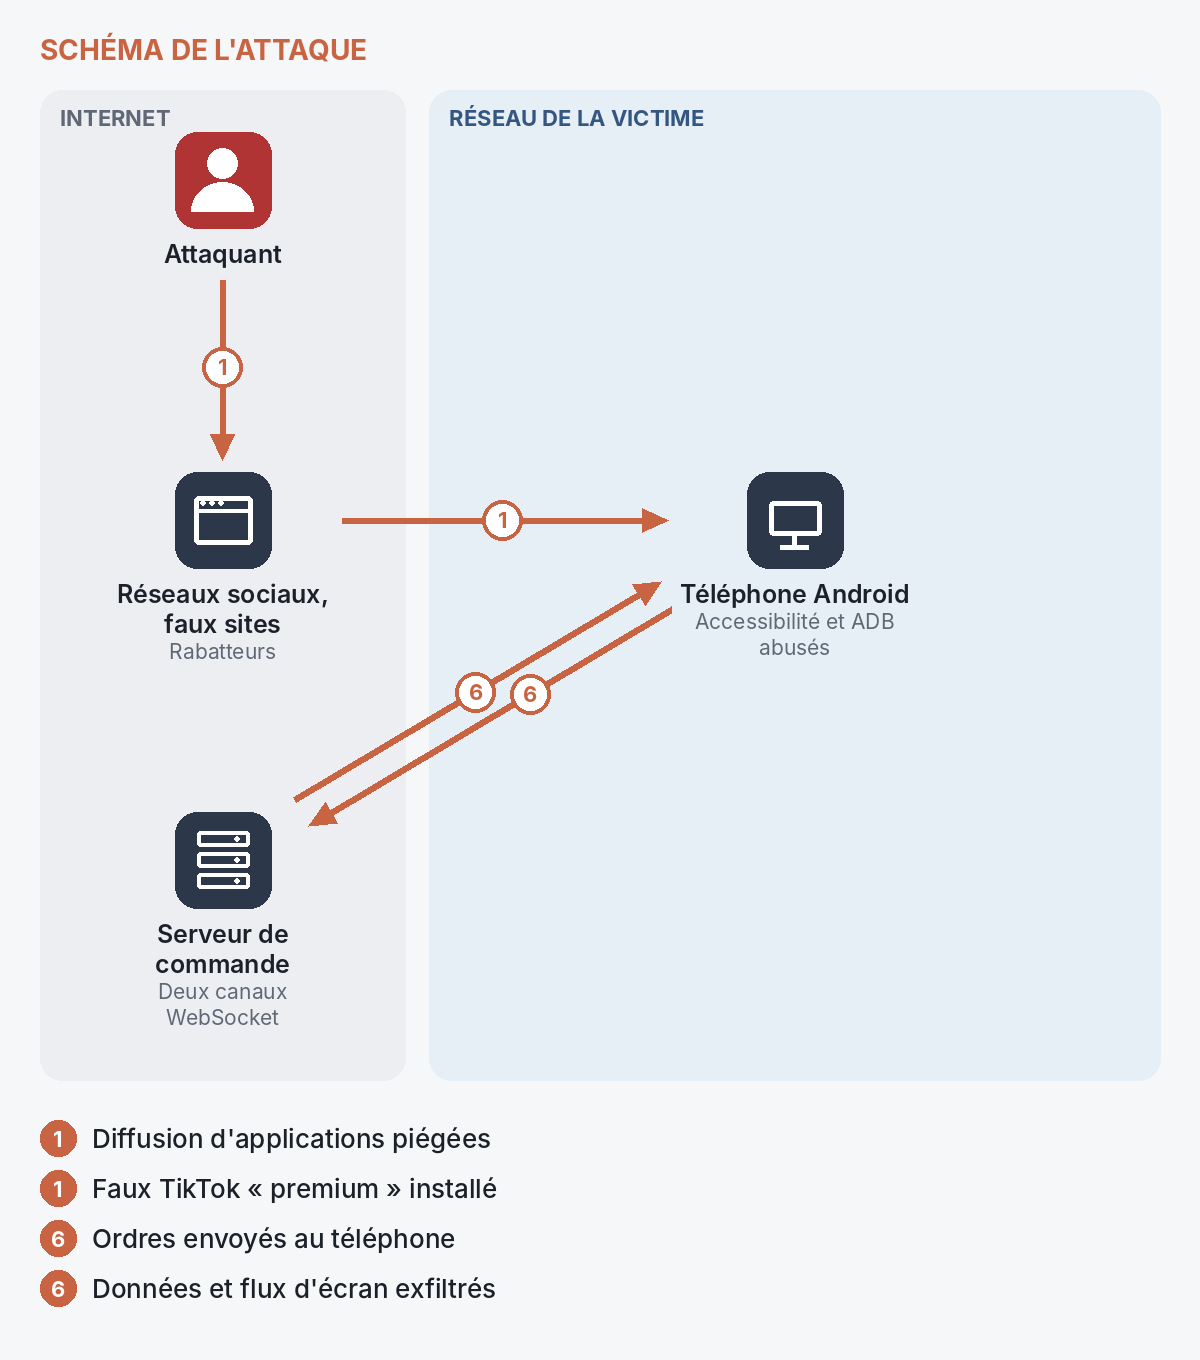 SCHÉMA DE L'ATTAQUE
INTERNET
RÉSEAU DE LA VICTIME
Attaquant
1
1
Réseaux sociaux,
faux sites
Rabatteurs
Téléphone Android
Accessibilité et ADB
abusés
6
6
Serveur de
commande
Deux canaux
WebSocket
1 Diffusion d'applications piégées
1 Faux TikTok « premium » installé
6 Ordres envoyés au téléphone
6 Données et flux d'écran exfiltrés